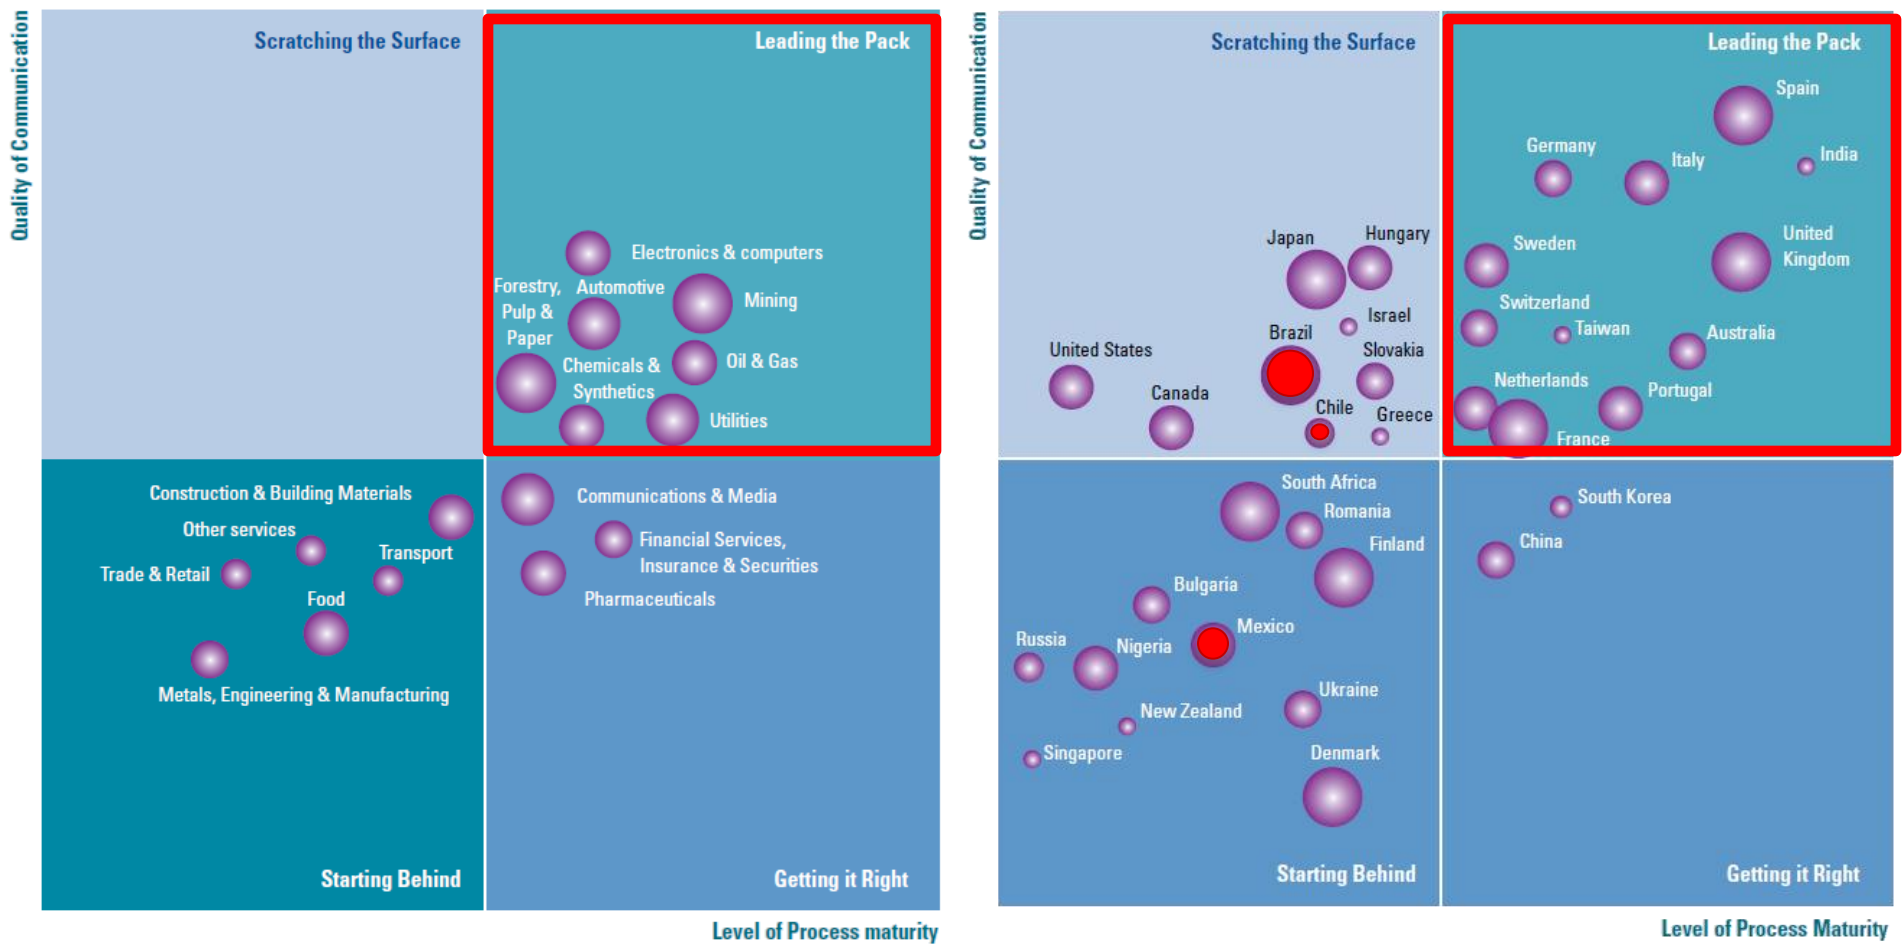 Quality of Communication
Scratching the Surface
Leading the Pack
Electronics & computers
Forestry,
Pulp &
Paper
Automotive
Mining
Chemicals &
Synthetics
Oil & Gas
Utilities
Construction & Building Materials
Other services
Transport
Trade & Retail
Food
Metals, Engineering & Manufacturing
Communications & Media
Financial Services,
Insurance & Securities
Pharmaceuticals
Starting Behind
Getting it Right
Level of Process maturity
Quality of Communication
Scratching the Surface
Leading the Pack
Spain
Germany
Italy
India
Japan
Hungary
Sweden
United
Kingdom
Israel
Switzerland
Brazil
Taiwan
Australia
United States
Slovakia
Canada
Netherlands
Portugal
Chile
Greece
France
South Africa
Romania
Finland
South Korea
China
Bulgaria
Mexico
Russia
Nigeria
Ukraine
New Zealand
Singapore
Denmark
Starting Behind
Getting it Right
Level of Process Maturity